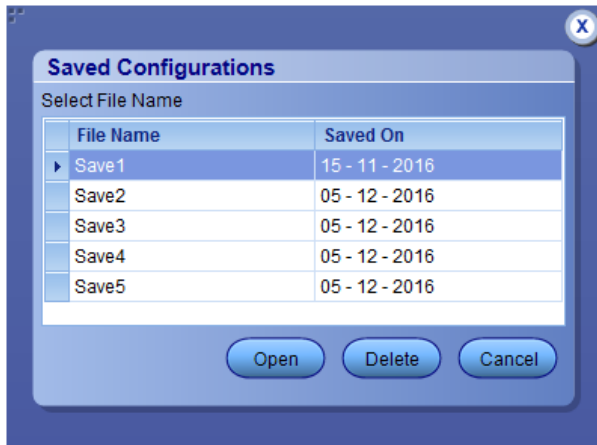 X
Saved Configurations
Select File Name
File Name Saved On
Save1 15 - 11 - 2016
Save2 05 - 12 - 2016
Save3 05 - 12 - 2016
Save4 05 - 12 - 2016
Save5 05 - 12 - 2016
Open Delete Cancel